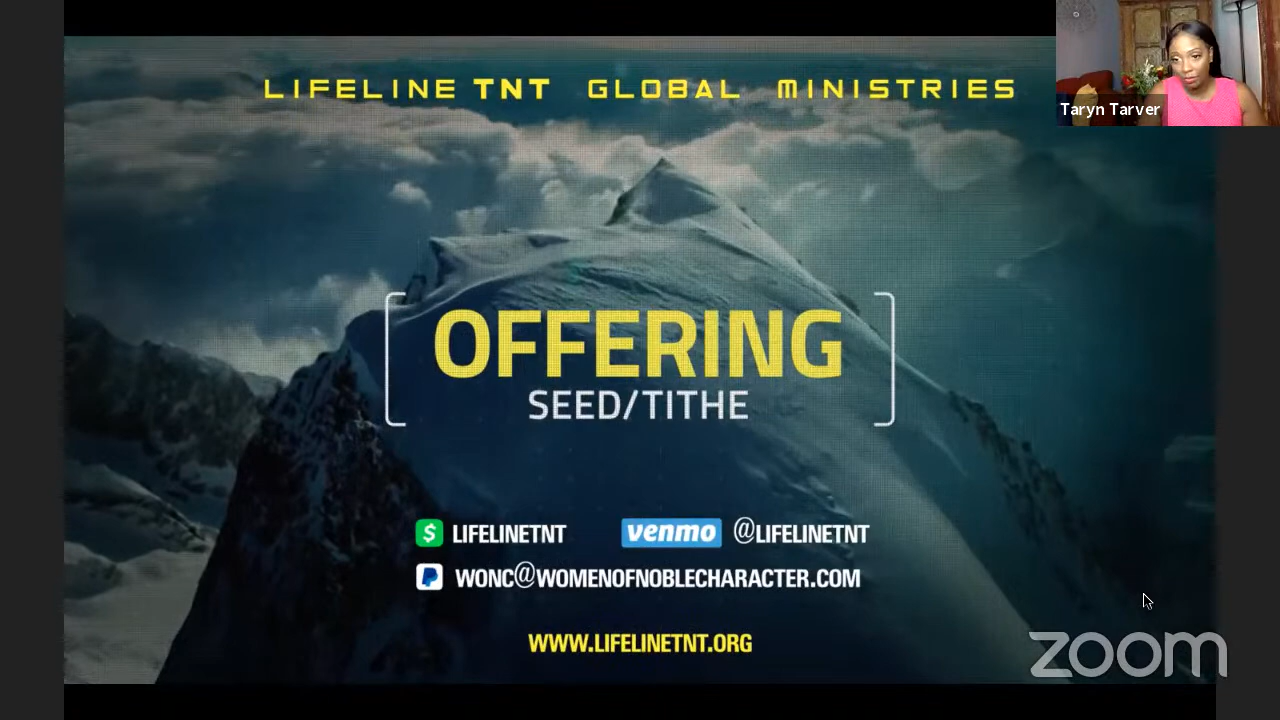 LIFELINE TNT GLOBAL MINISTRIES
Taryn Tarver
OFFERING
SEED/TITHE
$ LIFELINETNT venmo @LIFELINETNT
P WONC@WOMENOFNOBLECHARACTER.COM
WWW.LIFELINETNT.ORG
zoom